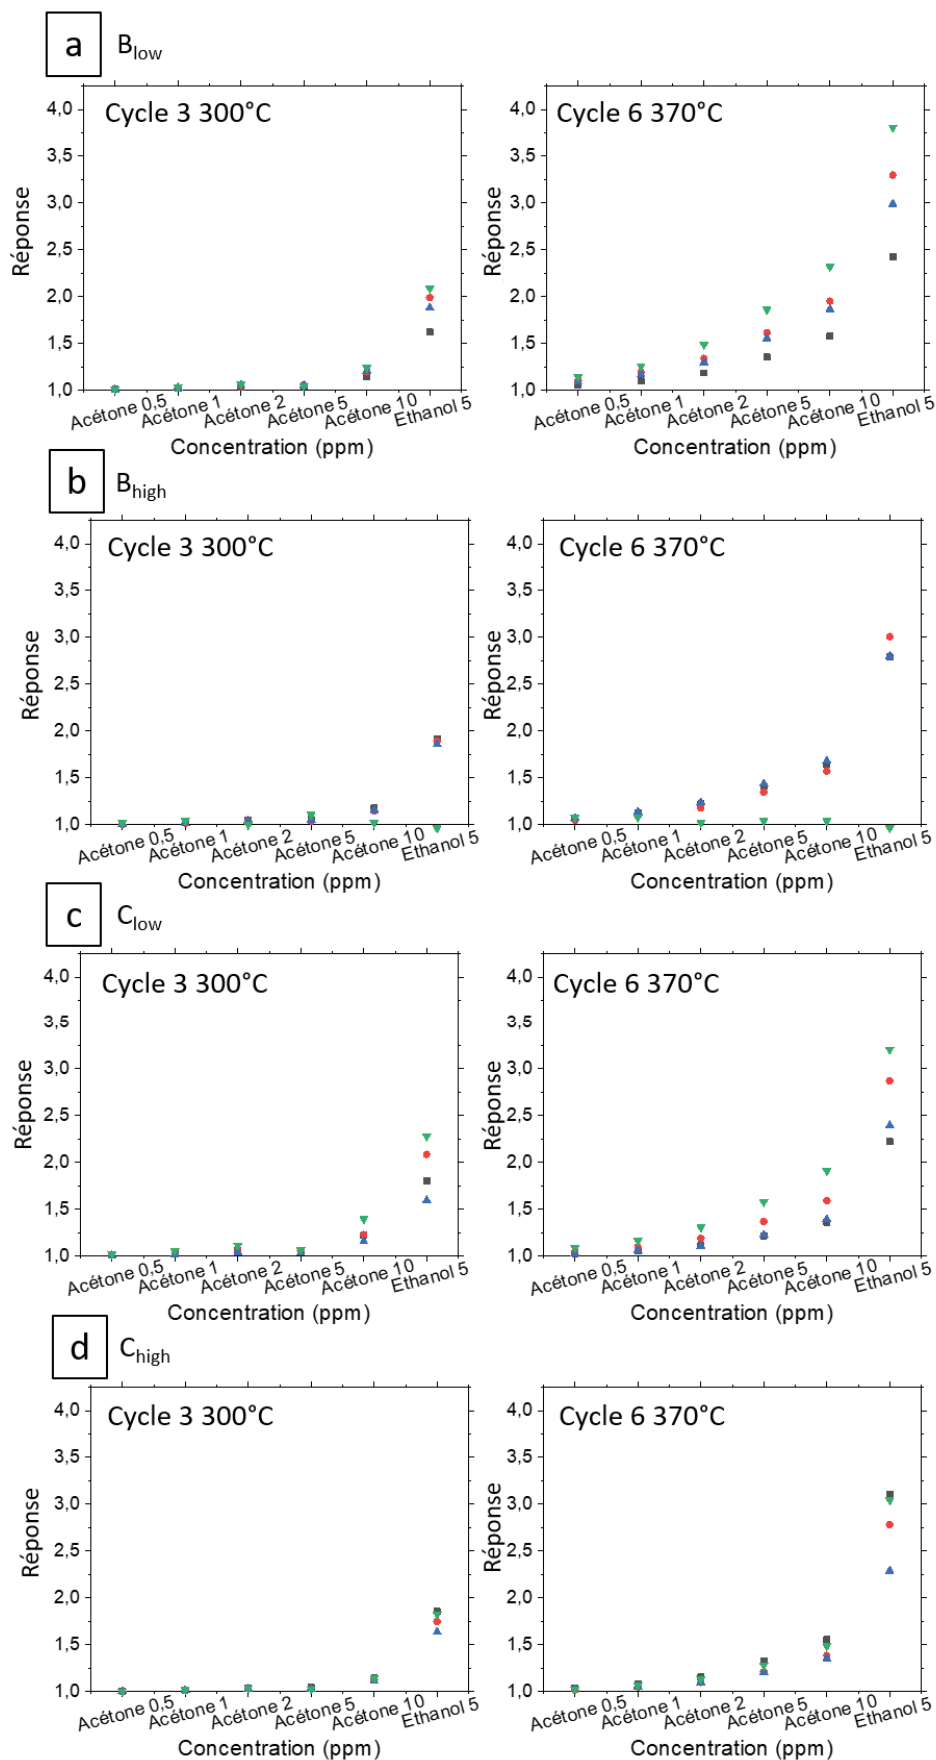 a B_low
Cycle 3 300°C
Cycle 6 370°C
Réponse
4,0
3,5
3,0
2,5
2,0
1,5
1,0
Acétone 0,5
Acétone 1
Acétone 2
Acétone 5
Acétone 10
Ethanol 5
Concentration (ppm)
Réponse
4,0
3,5
3,0
2,5
2,0
1,5
1,0
Acétone 0,5
Acétone 1
Acétone 2
Acétone 5
Acétone 10
Ethanol 5
Concentration (ppm)
b B_high
Cycle 3 300°C
Cycle 6 370°C
Réponse
4,0
3,5
3,0
2,5
2,0
1,5
1,0
Acétone 0,5
Acétone 1
Acétone 2
Acétone 5
Acétone 10
Ethanol 5
Concentration (ppm)
Réponse
4,0
3,5
3,0
2,5
2,0
1,5
1,0
Acétone 0,5
Acétone 1
Acétone 2
Acétone 5
Acétone 10
Ethanol 5
Concentration (ppm)
c C_low
Cycle 3 300°C
Cycle 6 370°C
Réponse
4,0
3,5
3,0
2,5
2,0
1,5
1,0
Acétone 0,5
Acétone 1
Acétone 2
Acétone 5
Acétone 10
Ethanol 5
Concentration (ppm)
Réponse
4,0
3,5
3,0
2,5
2,0
1,5
1,0
Acétone 0,5
Acétone 1
Acétone 2
Acétone 5
Acétone 10
Ethanol 5
Concentration (ppm)
d C_high
Cycle 3 300°C
Cycle 6 370°C
Réponse
4,0
3,5
3,0
2,5
2,0
1,5
1,0
Acétone 0,5
Acétone 1
Acétone 2
Acétone 5
Acétone 10
Ethanol 5
Concentration (ppm)
Réponse
4,0
3,5
3,0
2,5
2,0
1,5
1,0
Acétone 0,5
Acétone 1
Acétone 2
Acétone 5
Acétone 10
Ethanol 5
Concentration (ppm)